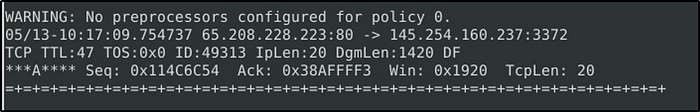 WARNING: No preprocessors configured for policy 0.
05/13-10:17:09.754737 65.208.228.223:80 -> 145.254.160.237:3372
TCP TTL:47 TOS:0x0 ID:49313 IpLen:20 DgmLen:1420 DF
***A**** Seq: 0x114C6C54  Ack: 0x38AFFFF3  Win: 0x1920  TcpLen: 20
=+=+=+=+=+=+=+=+=+=+=+=+=+=+=+=+=+=+=+=+=+=+=+=+=+=+=+=+=+=+=+=+=+=+=+=+=+